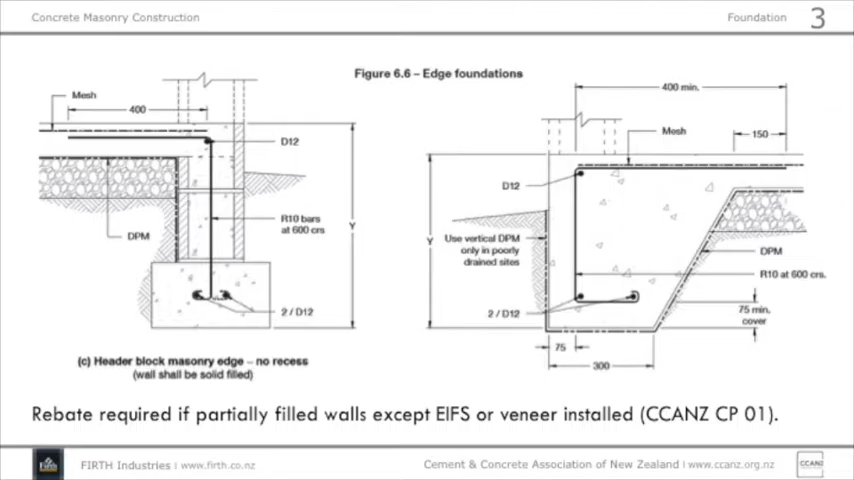 Concrete Masonry Construction
Foundation 3
Figure 6.6 – Edge foundations
Mesh
400
D12
R10 bars
at 600 crs
Y
DPM
2 / D12
(c) Header block masonry edge – no recess
(wall shall be solid filled)
400 min.
Mesh
150
D12
Y
Use vertical DPM
only in poorly
drained sites
DPM
R10 at 600 crs.
2 / D12
75 min.
cover
75
300
Rebate required if partially filled walls except EIFS or veneer installed (CCANZ CP 01).
Firth
FIRTH Industries | www.firth.co.nz
Cement & Concrete Association of New Zealand | www.ccanz.org.nz
CCANZ